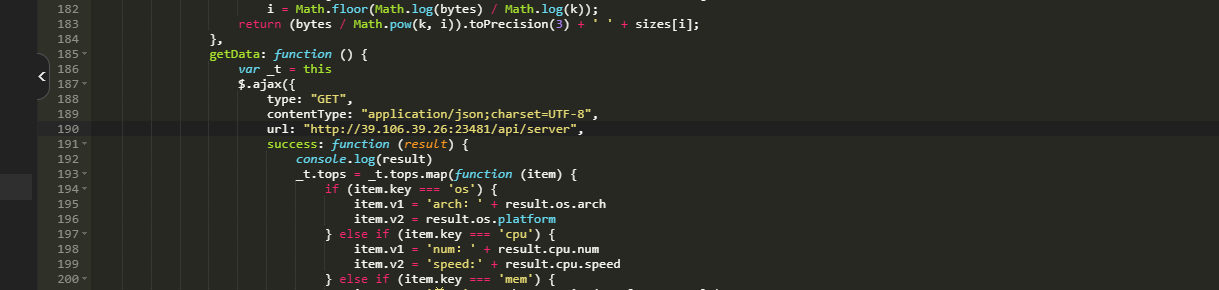 182 i = Math.floor(Math.log(bytes) / Math.log(k));
183 return (bytes / Math.pow(k, i)).toPrecision(3) + ' ' + sizes[i];
184 },
185 getData: function () {
186 var _t = this
187 $.ajax({
188 type: "GET",
189 contentType: "application/json;charset=UTF-8",
190 url: "http://39.106.39.26:23481/api/server",
191 success: function (result) {
192 console.log(result)
193 _t.tops = _t.tops.map(function (item) {
194 if (item.key === 'os') {
195 item.v1 = 'arch: ' + result.os.arch
196 item.v2 = result.os.platform
197 } else if (item.key === 'cpu') {
198 item.v1 = 'num: ' + result.cpu.num
199 item.v2 = 'speed:' + result.cpu.speed
200 } else if (item.key === 'mem') {